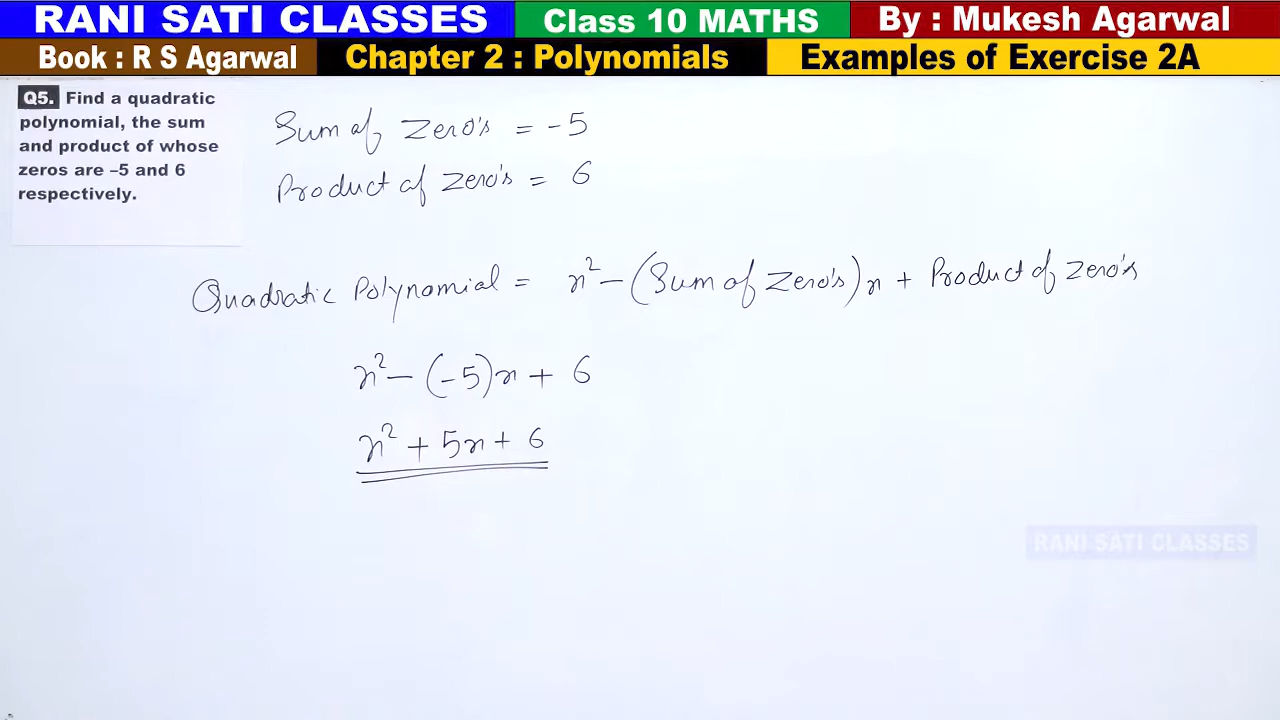 RANI SATI CLASSES
Class 10 MATHS
By : Mukesh Agarwal
Book : R S Agarwal
Chapter 2 : Polynomials
Examples of Exercise 2A
Q5. Find a quadratic
polynomial, the sum
and product of whose
zeros are –5 and 6
respectively.
Sum of Zero's = -5
Product of Zero's = 6
Quadratic Polynomial = x² - (Sum of Zero's)x + Product of Zero's
x² - (-5)x + 6
x² + 5x + 6
RANI SATI CLASSES